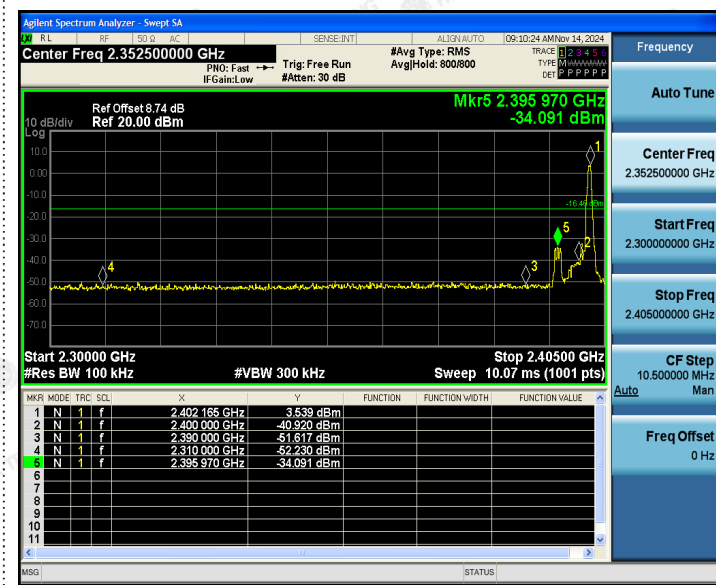 Agilent Spectrum Analyzer - Swept SA
LXI RL RF 50 Ω AC SENSE:INT ALIGN AUTO 09:10:24 AM Nov 14, 2024
Center Freq 2.352500000 GHz #Avg Type: RMS TRACE 1 2 3 4 5 6
PNO: Fast Trig: Free Run Avg|Hold: 800/800 TYPE M
IFGain:Low #Atten: 30 dB DET P P P P P P
Mkr5 2.395 970 GHz
Ref Offset 8.74 dB
10 dB/div Ref 20.00 dBm -34.091 dBm
Log
10.0
0.00
-10.0
-20.0
-30.0
-40.0
-50.0
-60.0
-70.0
1
5
2
3
4
Start 2.30000 GHz Stop 2.40500 GHz
#Res BW 100 kHz #VBW 300 kHz Sweep 10.07 ms (1001 pts)
MKR MODE TRC SCL X Y FUNCTION FUNCTION WIDTH FUNCTION VALUE
1 N 1 f 2.402 165 GHz 3.539 dBm
2 N 1 f 2.400 000 GHz -40.920 dBm
3 N 1 f 2.390 000 GHz -51.617 dBm
4 N 1 f 2.310 000 GHz -52.230 dBm
5 N 1 f 2.395 970 GHz -34.091 dBm
6
7
8
9
10
11
MSG STATUS
Frequency
Auto Tune
Center Freq
2.352500000 GHz
Start Freq
2.300000000 GHz
Stop Freq
2.405000000 GHz
CF Step
10.500000 MHz
Auto Man
Freq Offset
0 Hz